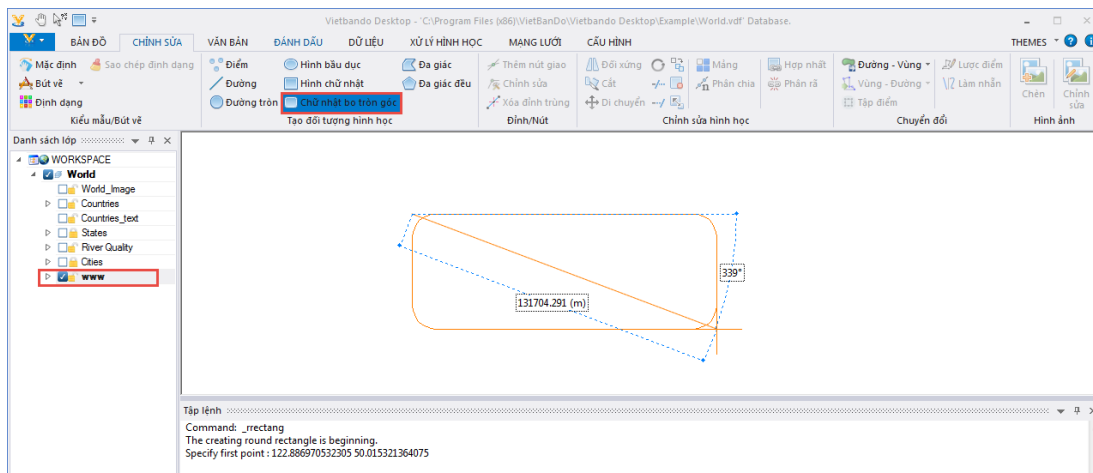 Vietbando Desktop - 'C:\Program Files (x86)\VietBanDo\Vietbando Desktop\Example\World.vdf' Database.
BẢN ĐỒ CHỈNH SỬA VĂN BẢN ĐÁNH DẤU DỮ LIỆU XỬ LÝ HÌNH HỌC MẠNG LƯỚI CẤU HÌNH THEMES
Mặc định Sao chép định dạng Điểm Hình bầu dục Đa giác Thêm nút giao Đối xứng Mảng Hợp nhất Đường - Vùng Lược điểm
Bút vẽ Đường Hình chữ nhật Đa giác đều Chỉnh sửa Cắt Phân chia Phân rã Vùng - Đường Làm nhẵn Chèn Chỉnh sửa
Định dạng Đường tròn Chữ nhật bo tròn góc Xóa đỉnh trùng Di chuyển Tập điểm
Kiểu mẫu/Bút vẽ Tạo đối tượng hình học Đỉnh/Nút Chỉnh sửa hình học Chuyển đổi Hình ảnh
Danh sách lớp
WORKSPACE
World
World_Image
Countries
Countries_text
States
River Quality
Cities
www
339°
131704.291 (m)
Tập lệnh
Command: _rrectang
The creating round rectangle is beginning.
Specify first point : 122.886970532305 50.015321364075